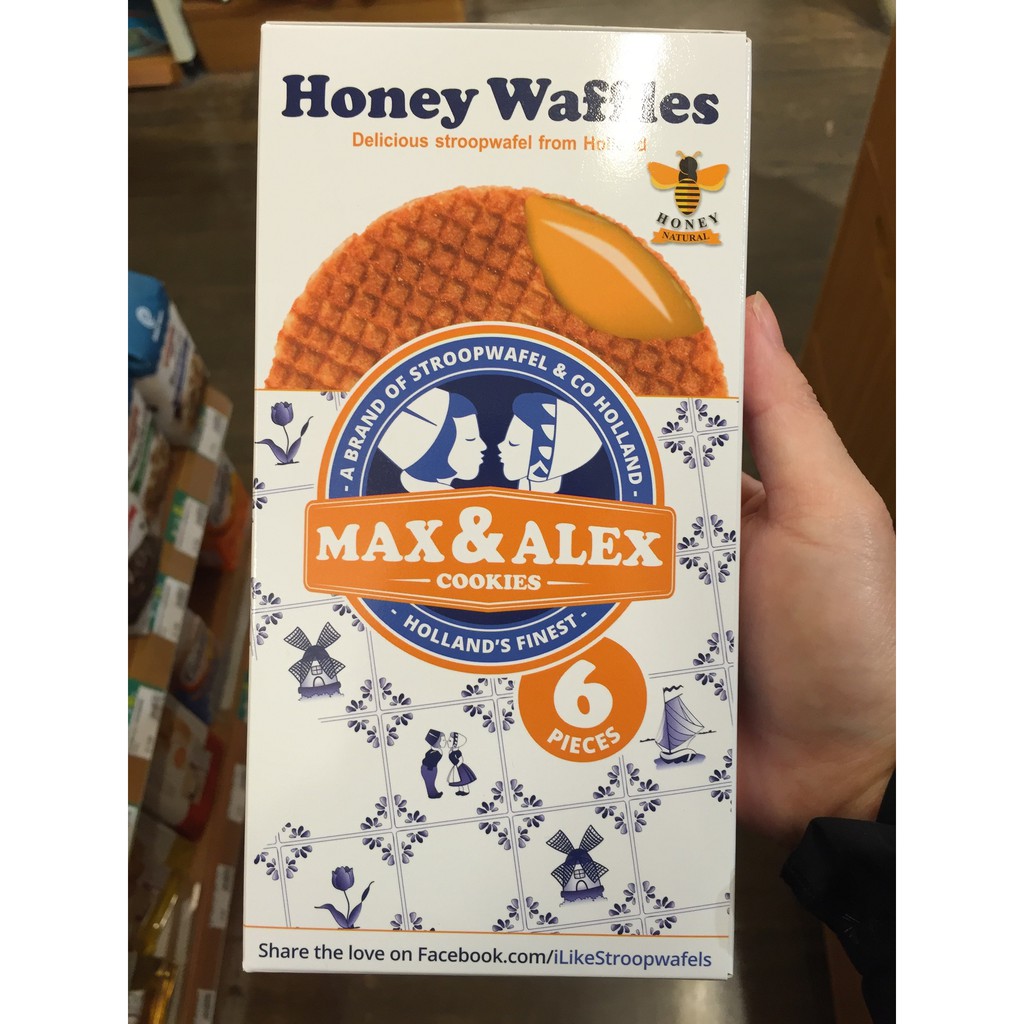 Honey Waffles
Delicious stroopwafel from Holland
HONEY
NATURAL
- A BRAND OF STROOPWAFEL & CO HOLLAND -
MAX & ALEX
COOKIES
- HOLLAND'S FINEST -
6
PIECES
Share the love on Facebook.com/iLikeStroopwafels